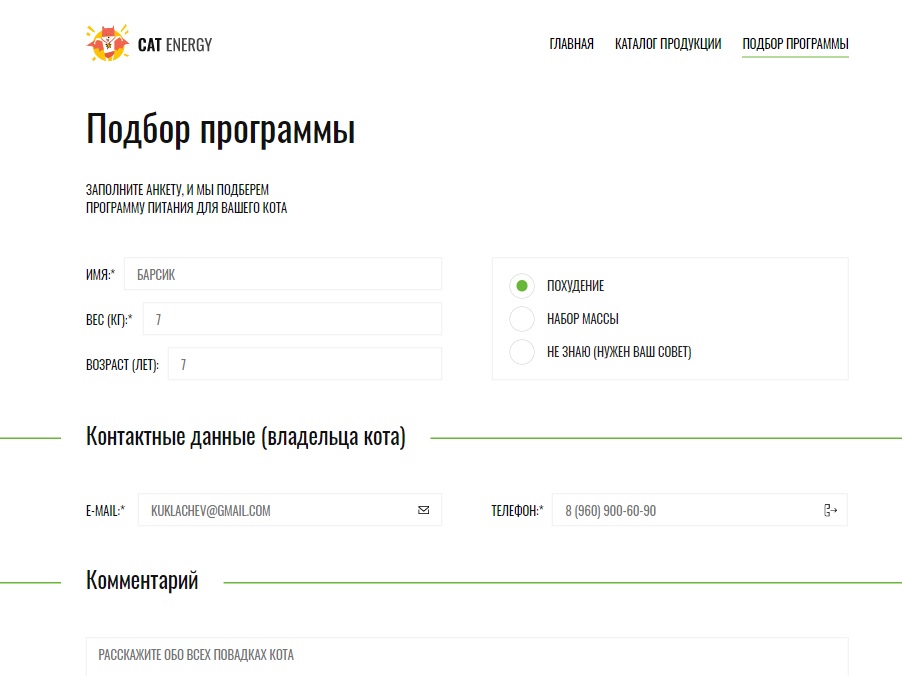 CAT ENERGY
ГЛАВНАЯ
КАТАЛОГ ПРОДУКЦИИ
ПОДБОР ПРОГРАММЫ
Подбор программы
ЗАПОЛНИТЕ АНКЕТУ, И МЫ ПОДБЕРЕМ
ПРОГРАММУ ПИТАНИЯ ДЛЯ ВАШЕГО КОТА
ИМЯ:* БАРСИК
ВЕС (КГ):* 7
ВОЗРАСТ (ЛЕТ): 7
ПОХУДЕНИЕ
НАБОР МАССЫ
НЕ ЗНАЮ (НУЖЕН ВАШ СОВЕТ)
Контактные данные (владельца кота)
E-MAIL:* KUKLACHEV@GMAIL.COM
ТЕЛЕФОН:* 8 (960) 900-60-90
Комментарий
РАССКАЖИТЕ ОБО ВСЕХ ПОВАДКАХ КОТА